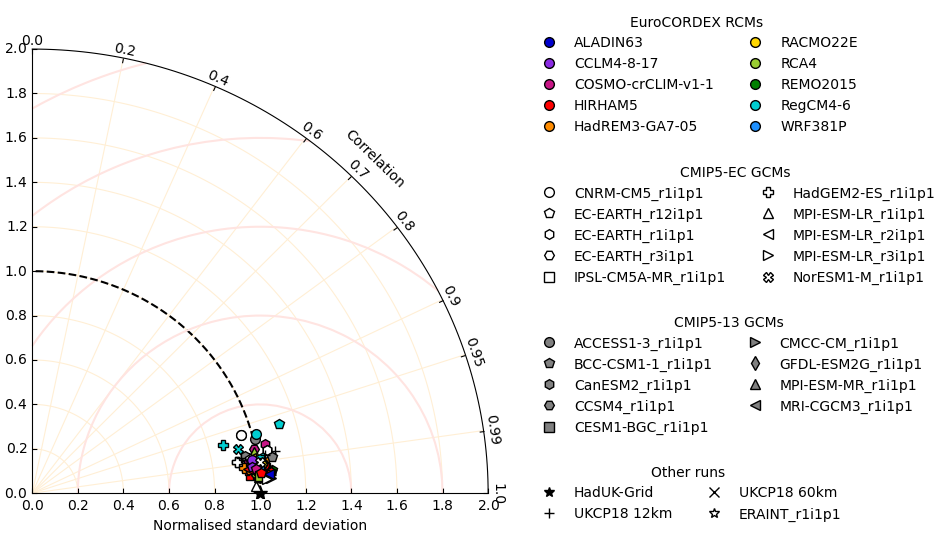 EuroCORDEX RCMs
ALADIN63
RACMO22E
CCLM4-8-17
RCA4
COSMO-crCLIM-v1-1
REMO2015
HIRHAM5
RegCM4-6
HadREM3-GA7-05
WRF381P
CMIP5-EC GCMs
CNRM-CM5_r1i1p1
HadGEM2-ES_r1i1p1
EC-EARTH_r12i1p1
MPI-ESM-LR_r1i1p1
EC-EARTH_r1i1p1
MPI-ESM-LR_r2i1p1
EC-EARTH_r3i1p1
MPI-ESM-LR_r3i1p1
IPSL-CM5A-MR_r1i1p1
NorESM1-M_r1i1p1
CMIP5-13 GCMs
ACCESS1-3_r1i1p1
CMCC-CM_r1i1p1
BCC-CSM1-1_r1i1p1
GFDL-ESM2G_r1i1p1
CanESM2_r1i1p1
MPI-ESM-MR_r1i1p1
CCSM4_r1i1p1
MRI-CGCM3_r1i1p1
CESM1-BGC_r1i1p1
Other runs
HadUK-Grid
UKCP18 60km
UKCP18 12km
ERAINT_r1i1p1
0.0
0.2
0.4
0.6
Correlation
0.7
0.8
0.9
0.95
0.99
1.0
2.0
1.8
1.6
1.4
1.2
1.0
0.8
0.6
0.4
0.2
0.0
0.0 0.2 0.4 0.6 0.8 1.0 1.2 1.4 1.6 1.8 2.0
Normalised standard deviation